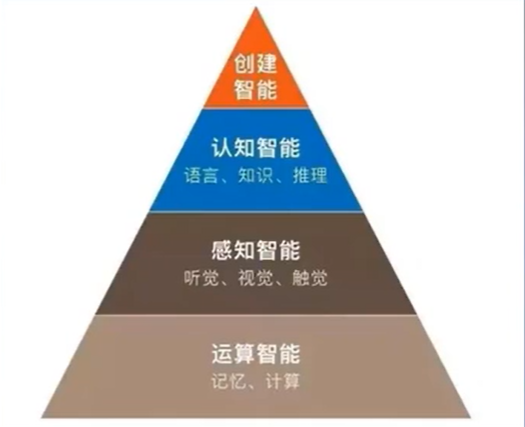 创建
智能
认知智能
语言、知识、推理
感知智能
听觉、视觉、触觉
运算智能
记忆、计算